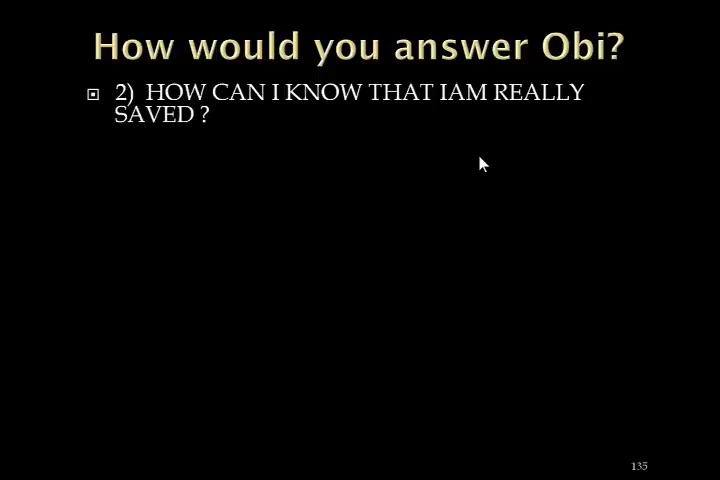 How would you answer Obi?
2) HOW CAN I KNOW THAT IAM REALLY
SAVED ?
135